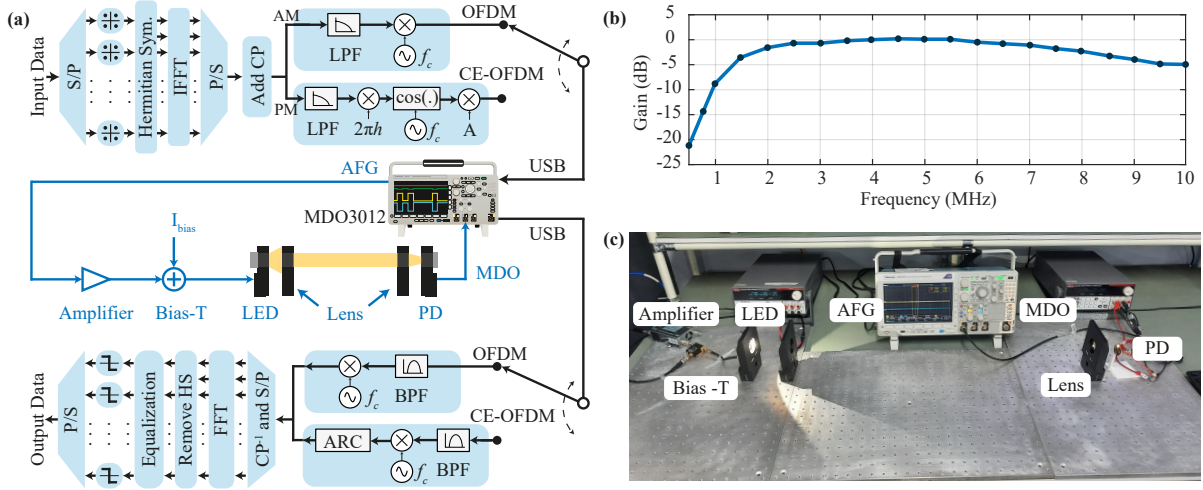 (a)
Input Data
S/P
Hermitian Sym.
IFFT
P/S
Add CP
AM
PM
LPF
f_c
OFDM
CE-OFDM
LPF
2πh
cos(.)
f_c
A
USB
AFG
MDO3012
USB
I_bias
MDO
Amplifier
Bias-T
LED
Lens
PD
Output Data
P/S
Equalization
Remove HS
FFT
CP⁻¹ and S/P
f_c
BPF
OFDM
CE-OFDM
ARC
f_c
BPF
(b)
Gain (dB)
5
0
-5
-10
-15
-20
-25
1 2 3 4 5 6 7 8 9 10
Frequency (MHz)
(c)
Amplifier
LED
AFG
MDO
PD
Bias -T
Lens